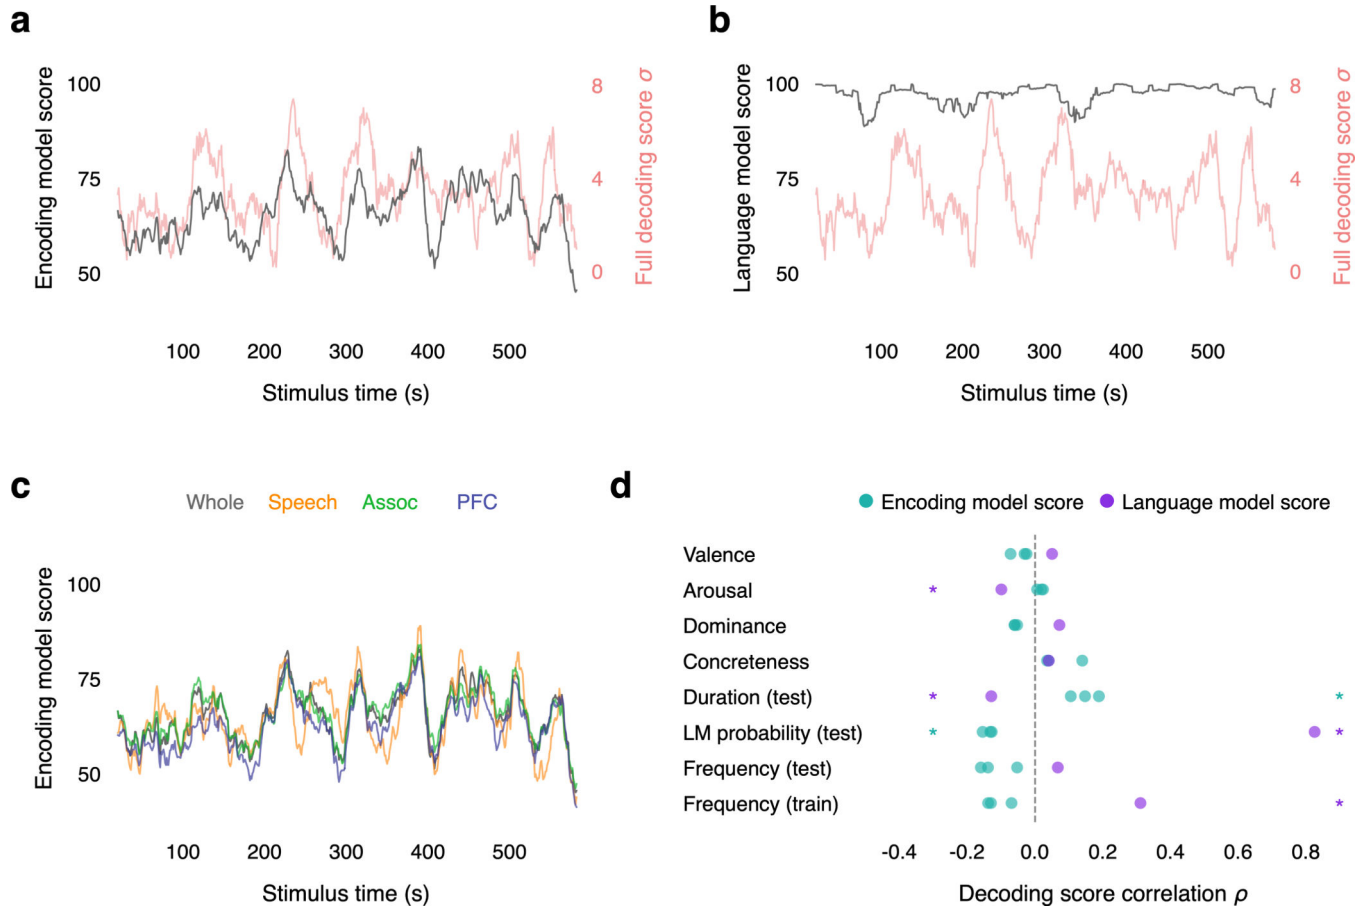 a
Encoding model score
100
75
50
8
4
0
Full decoding score σ
100 200 300 400 500
Stimulus time (s)
b
Language model score
100
75
50
8
4
0
Full decoding score σ
100 200 300 400 500
Stimulus time (s)
c
Whole Speech Assoc PFC
Encoding model score
100
75
50
100 200 300 400 500
Stimulus time (s)
d
Encoding model score Language model score
Valence
Arousal * 
Dominance
Concreteness
Duration (test) * *
LM probability (test) * *
Frequency (test)
Frequency (train) *
-0.4 -0.2 0.0 0.2 0.4 0.6 0.8
Decoding score correlation ρ